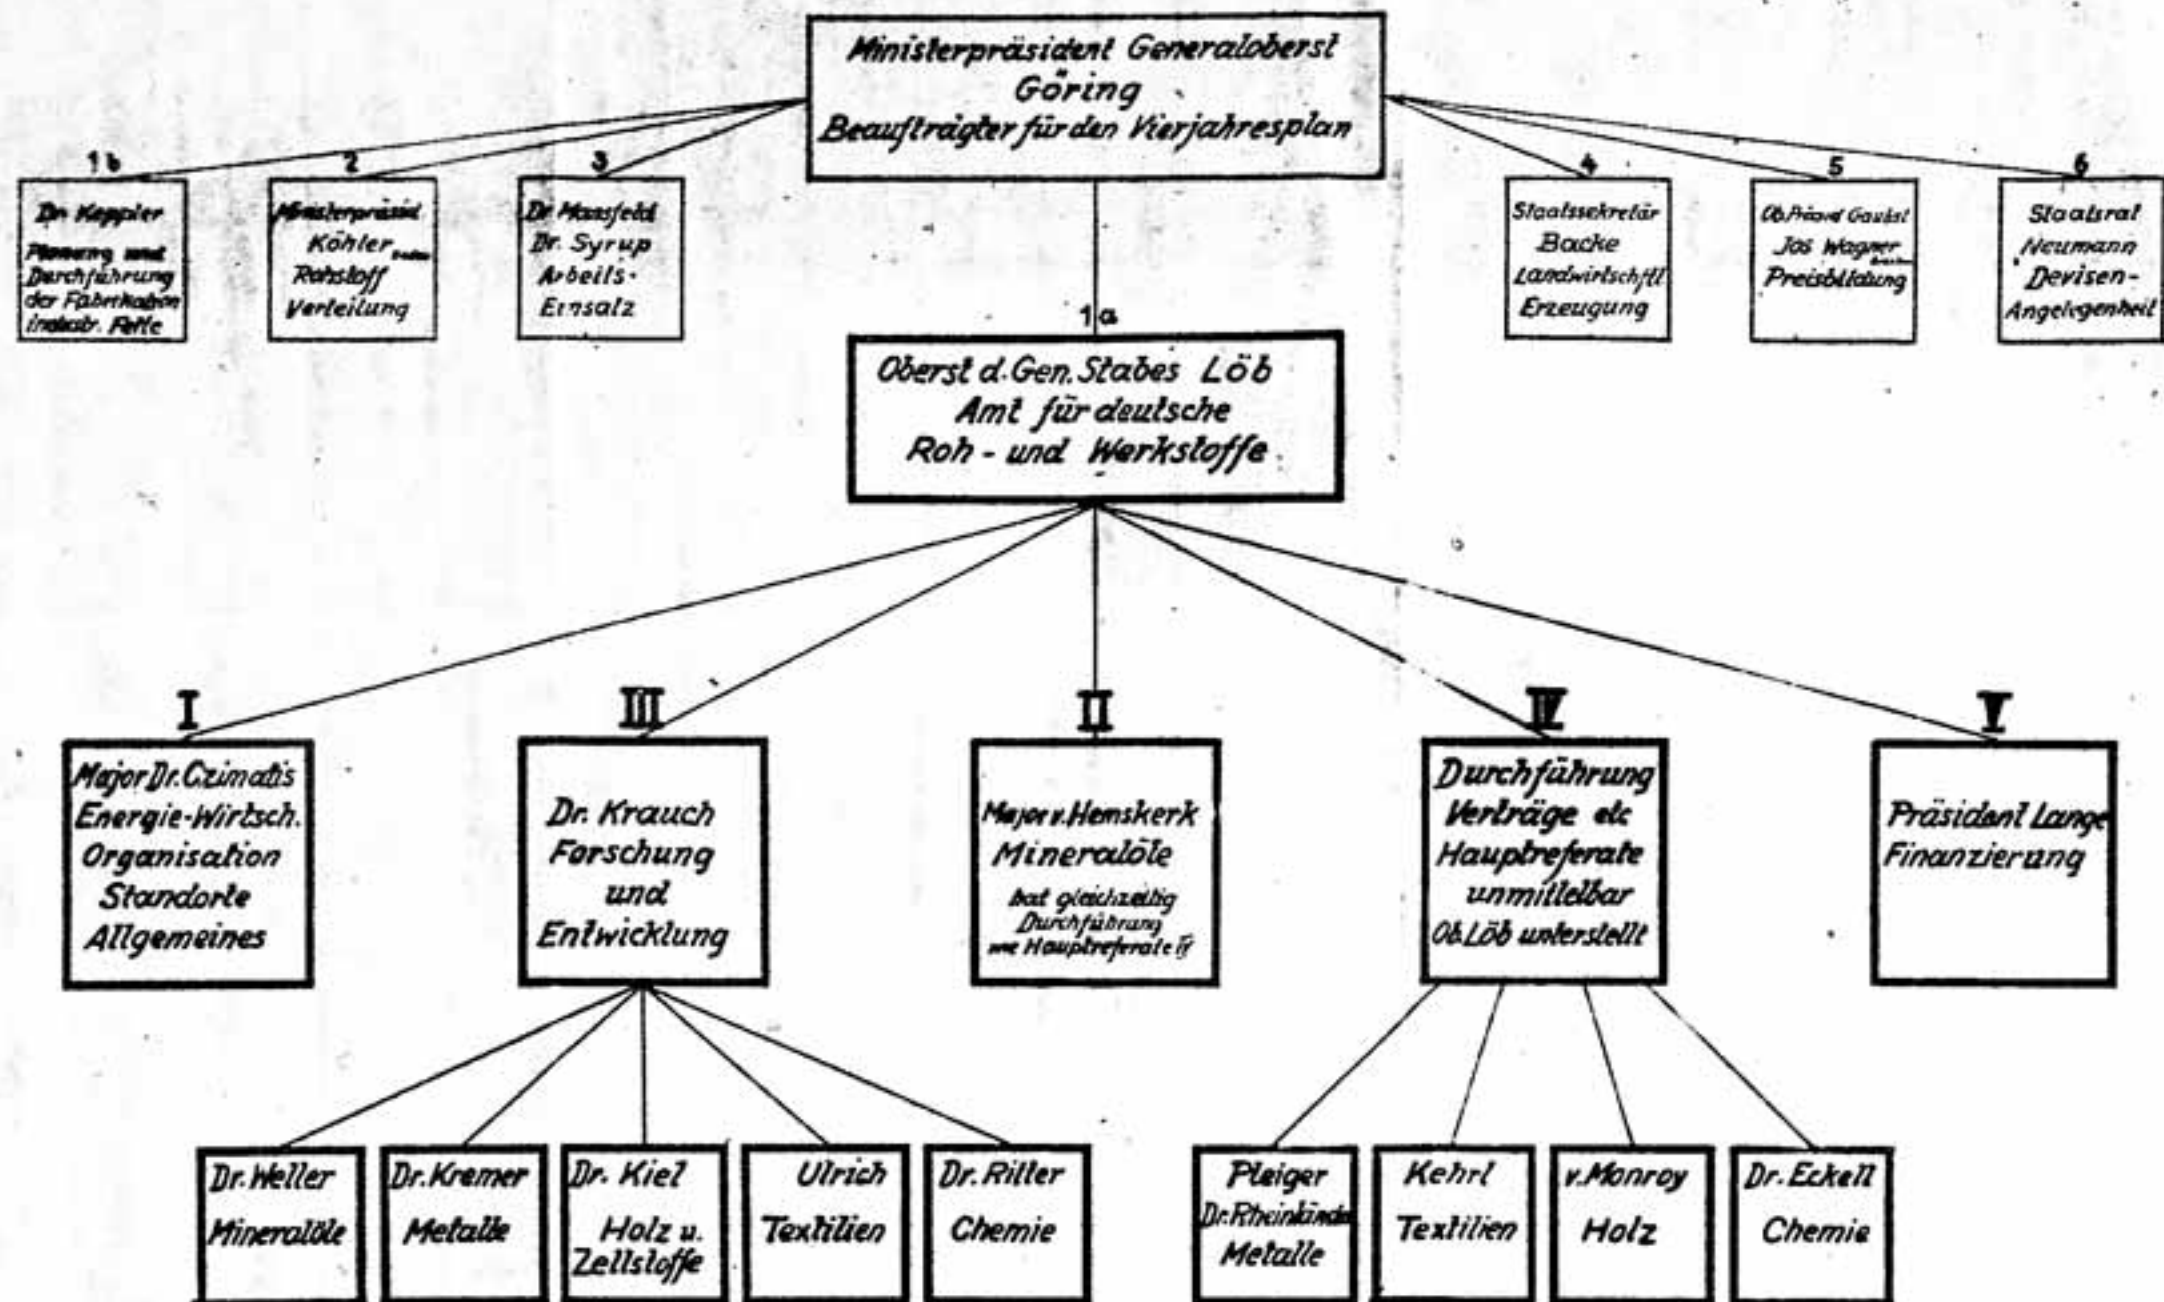 Ministerpräsident Generaloberst
Göring
Beauftragter für den Vierjahresplan
1b
Dr. Keppler
Planung und
Durchführung
der Fabrikation
industr. Fette
2
Ministerpräsid.
Köhler
Rohstoff
Verteilung
3
Dr. Mansfeld
Dr. Syrup
Arbeits-
Einsatz
4
Staatssekretär
Backe
Landwirtschftl
Erzeugung
5
Ob. Präs. Gaultr
Jos Wagner
Preisbildung
6
Staatsrat
Neumann
Devisen-
Angelegenheit
1a
Oberst d. Gen. Stabes Löb
Amt für deutsche
Roh- und Werkstoffe
I
Major Dr. Czimatis
Energie-Wirtsch.
Organisation
Standorte
Allgemeines
III
Dr. Krauch
Forschung
und
Entwicklung
II
Major v. Hemskerk
Mineralöle
hat gleichzeitig
Durchführung
wie Hauptreferate IV
IV
Durchführung
Verträge etc
Hauptreferate
unmittelbar
Ob. Löb unterstellt
V
Präsident Lange
Finanzierung
Dr. Weller
Mineralöle
Dr. Kremer
Metalle
Dr. Kiel
Holz u.
Zellstoffe
Ulrich
Textilien
Dr. Ritter
Chemie
Pleiger
Dr. Rheinländer
Metalle
Kehrl
Textilien
v. Monroy
Holz
Dr. Eckell
Chemie